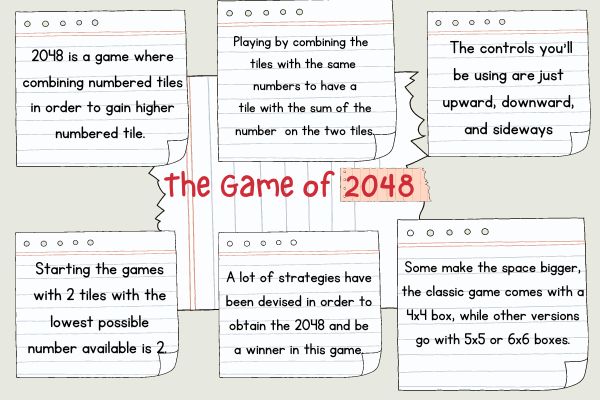 2048 is a game where
combining numbered tiles
in order to gain higher
numbered tile.
Playing by combining the
tiles with the same
numbers to have a
tile with the sum of the
number on the two tiles.
The controls you'll
be using are just
upward, downward,
and sideways
The Game of 2048
Starting the games
with 2 tiles with the
lowest possible
number available is 2.
A lot of strategies have
been devised in order to
obtain the 2048 and be
a winner in this game.
Some make the space bigger,
the classic game comes with a
4x4 box, while other versions
go with 5x5 or 6x6 boxes.